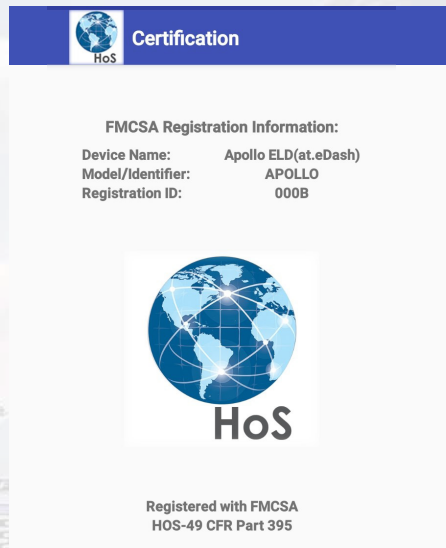 HoS
Certification
FMCSA Registration Information:
Device Name: Apollo ELD(at.eDash)
Model/Identifier: APOLLO
Registration ID: 000B
HoS
Registered with FMCSA
HOS-49 CFR Part 395